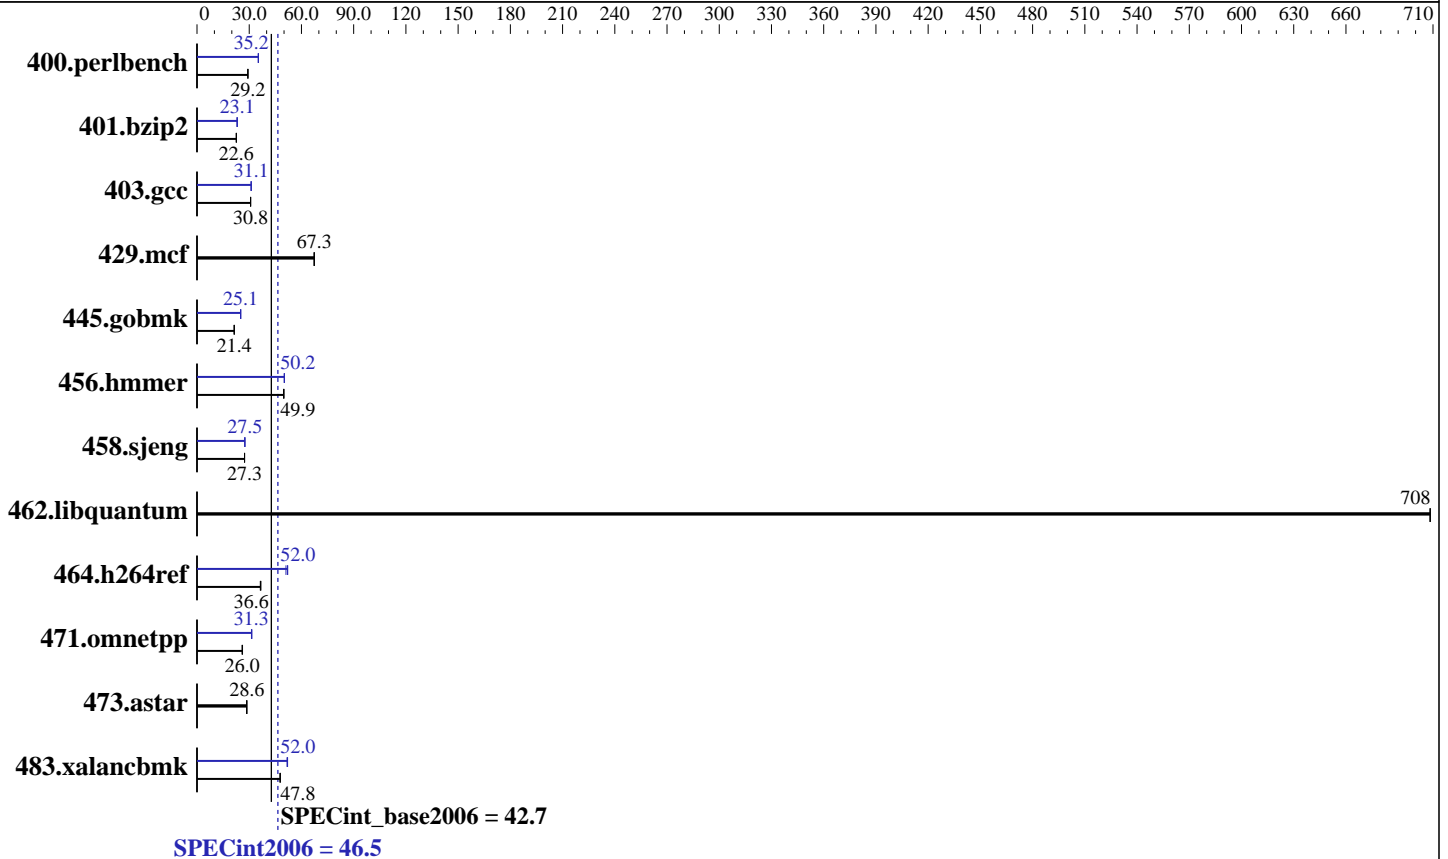 0 30.0 60.0 90.0 120 150 180 210 240 270 300 330 360 390 420 450 480 510 540 570 600 630 660 710
400.perlbench 35.2 29.2
401.bzip2 23.1 22.6
403.gcc 31.1 30.8
429.mcf 67.3
445.gobmk 25.1 21.4
456.hmmer 50.2 49.9
458.sjeng 27.5 27.3
462.libquantum 708
464.h264ref 52.0 36.6
471.omnetpp 31.3 26.0
473.astar 28.6
483.xalancbmk 52.0 47.8
SPECint_base2006 = 42.7
SPECint2006 = 46.5